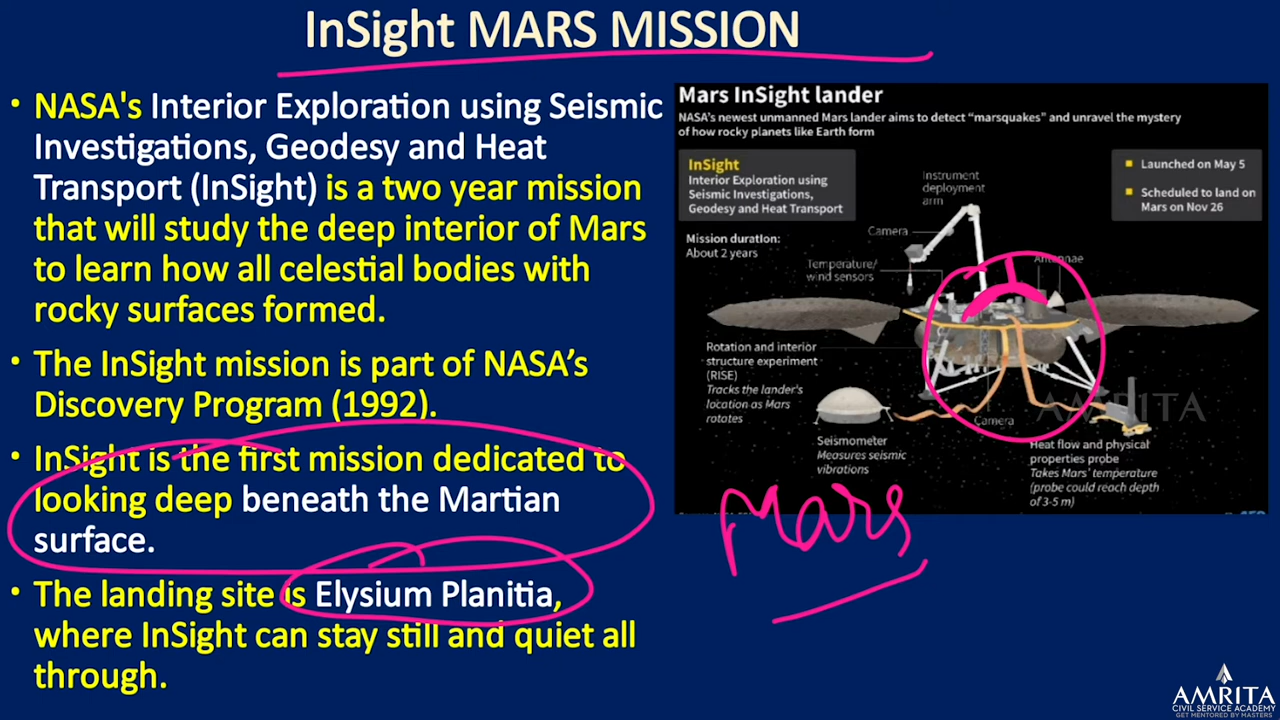 InSight MARS MISSION
• NASA's Interior Exploration using Seismic
Investigations, Geodesy and Heat
Transport (InSight) is a two year mission
that will study the deep interior of Mars
to learn how all celestial bodies with
rocky surfaces formed.
• The InSight mission is part of NASA’s
Discovery Program (1992).
• InSight is the first mission dedicated to
looking deep beneath the Martian
surface.
• The landing site is Elysium Planitia,
where InSight can stay still and quiet all
through.
Mars InSight lander
NASA's newest unmanned Mars lander aims to detect “marsquakes” and unravel the mystery
of how rocky planets like Earth form
InSight
Interior Exploration using
Seismic Investigations,
Geodesy and Heat Transport
Launched on May 5
Scheduled to land on
Mars on Nov 26
Mission duration:
About 2 years
Instrument
deployment
arm
Camera
Temperature/
wind sensors
Antennae
Rotation and interior
structure experiment
(RISE)
Tracks the lander's
location as Mars
rotates
Seismometer
Measures seismic
vibrations
Camera
Heat flow and physical
properties probe
Takes Mars' temperature
(probe could reach depth
of 3-5 m)
AMRITA
Mars
AMRITA
CIVIL SERVICE ACADEMY
GET MENTORED BY MASTERS